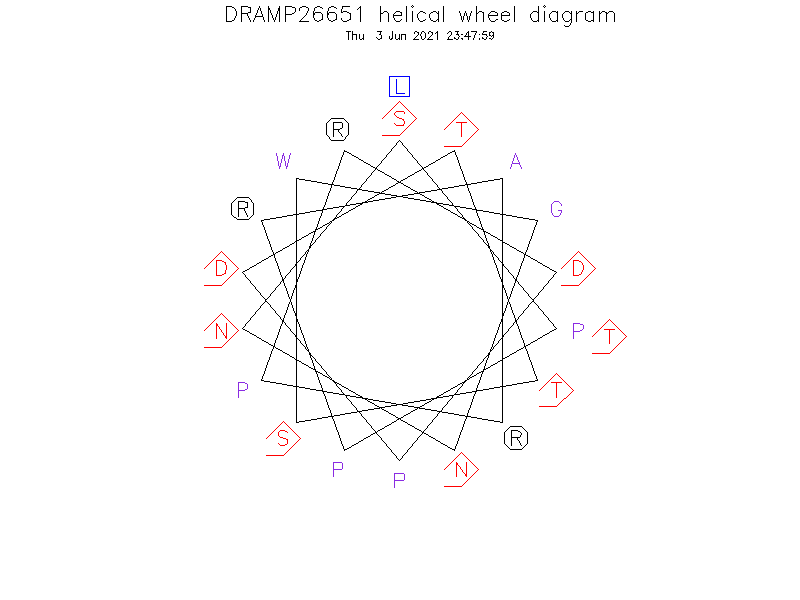 DRAMP26651 helical wheel diagram
Thu 3 Jun 2021 23:47:59
L
R S T
W A
R G
D D
N P T
P T
S R
P N
P